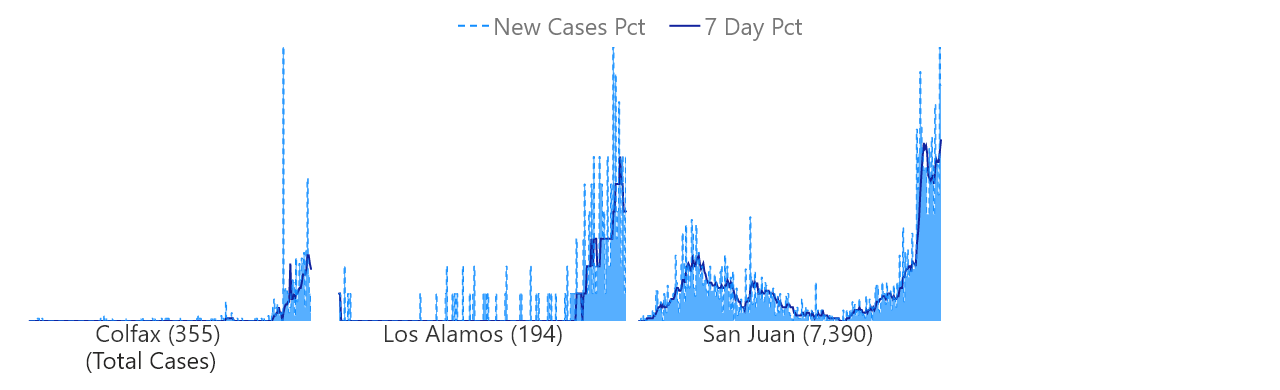 New Cases Pct 7 Day Pct
Colfax (355) Los Alamos (194) San Juan (7,390)
(Total Cases)